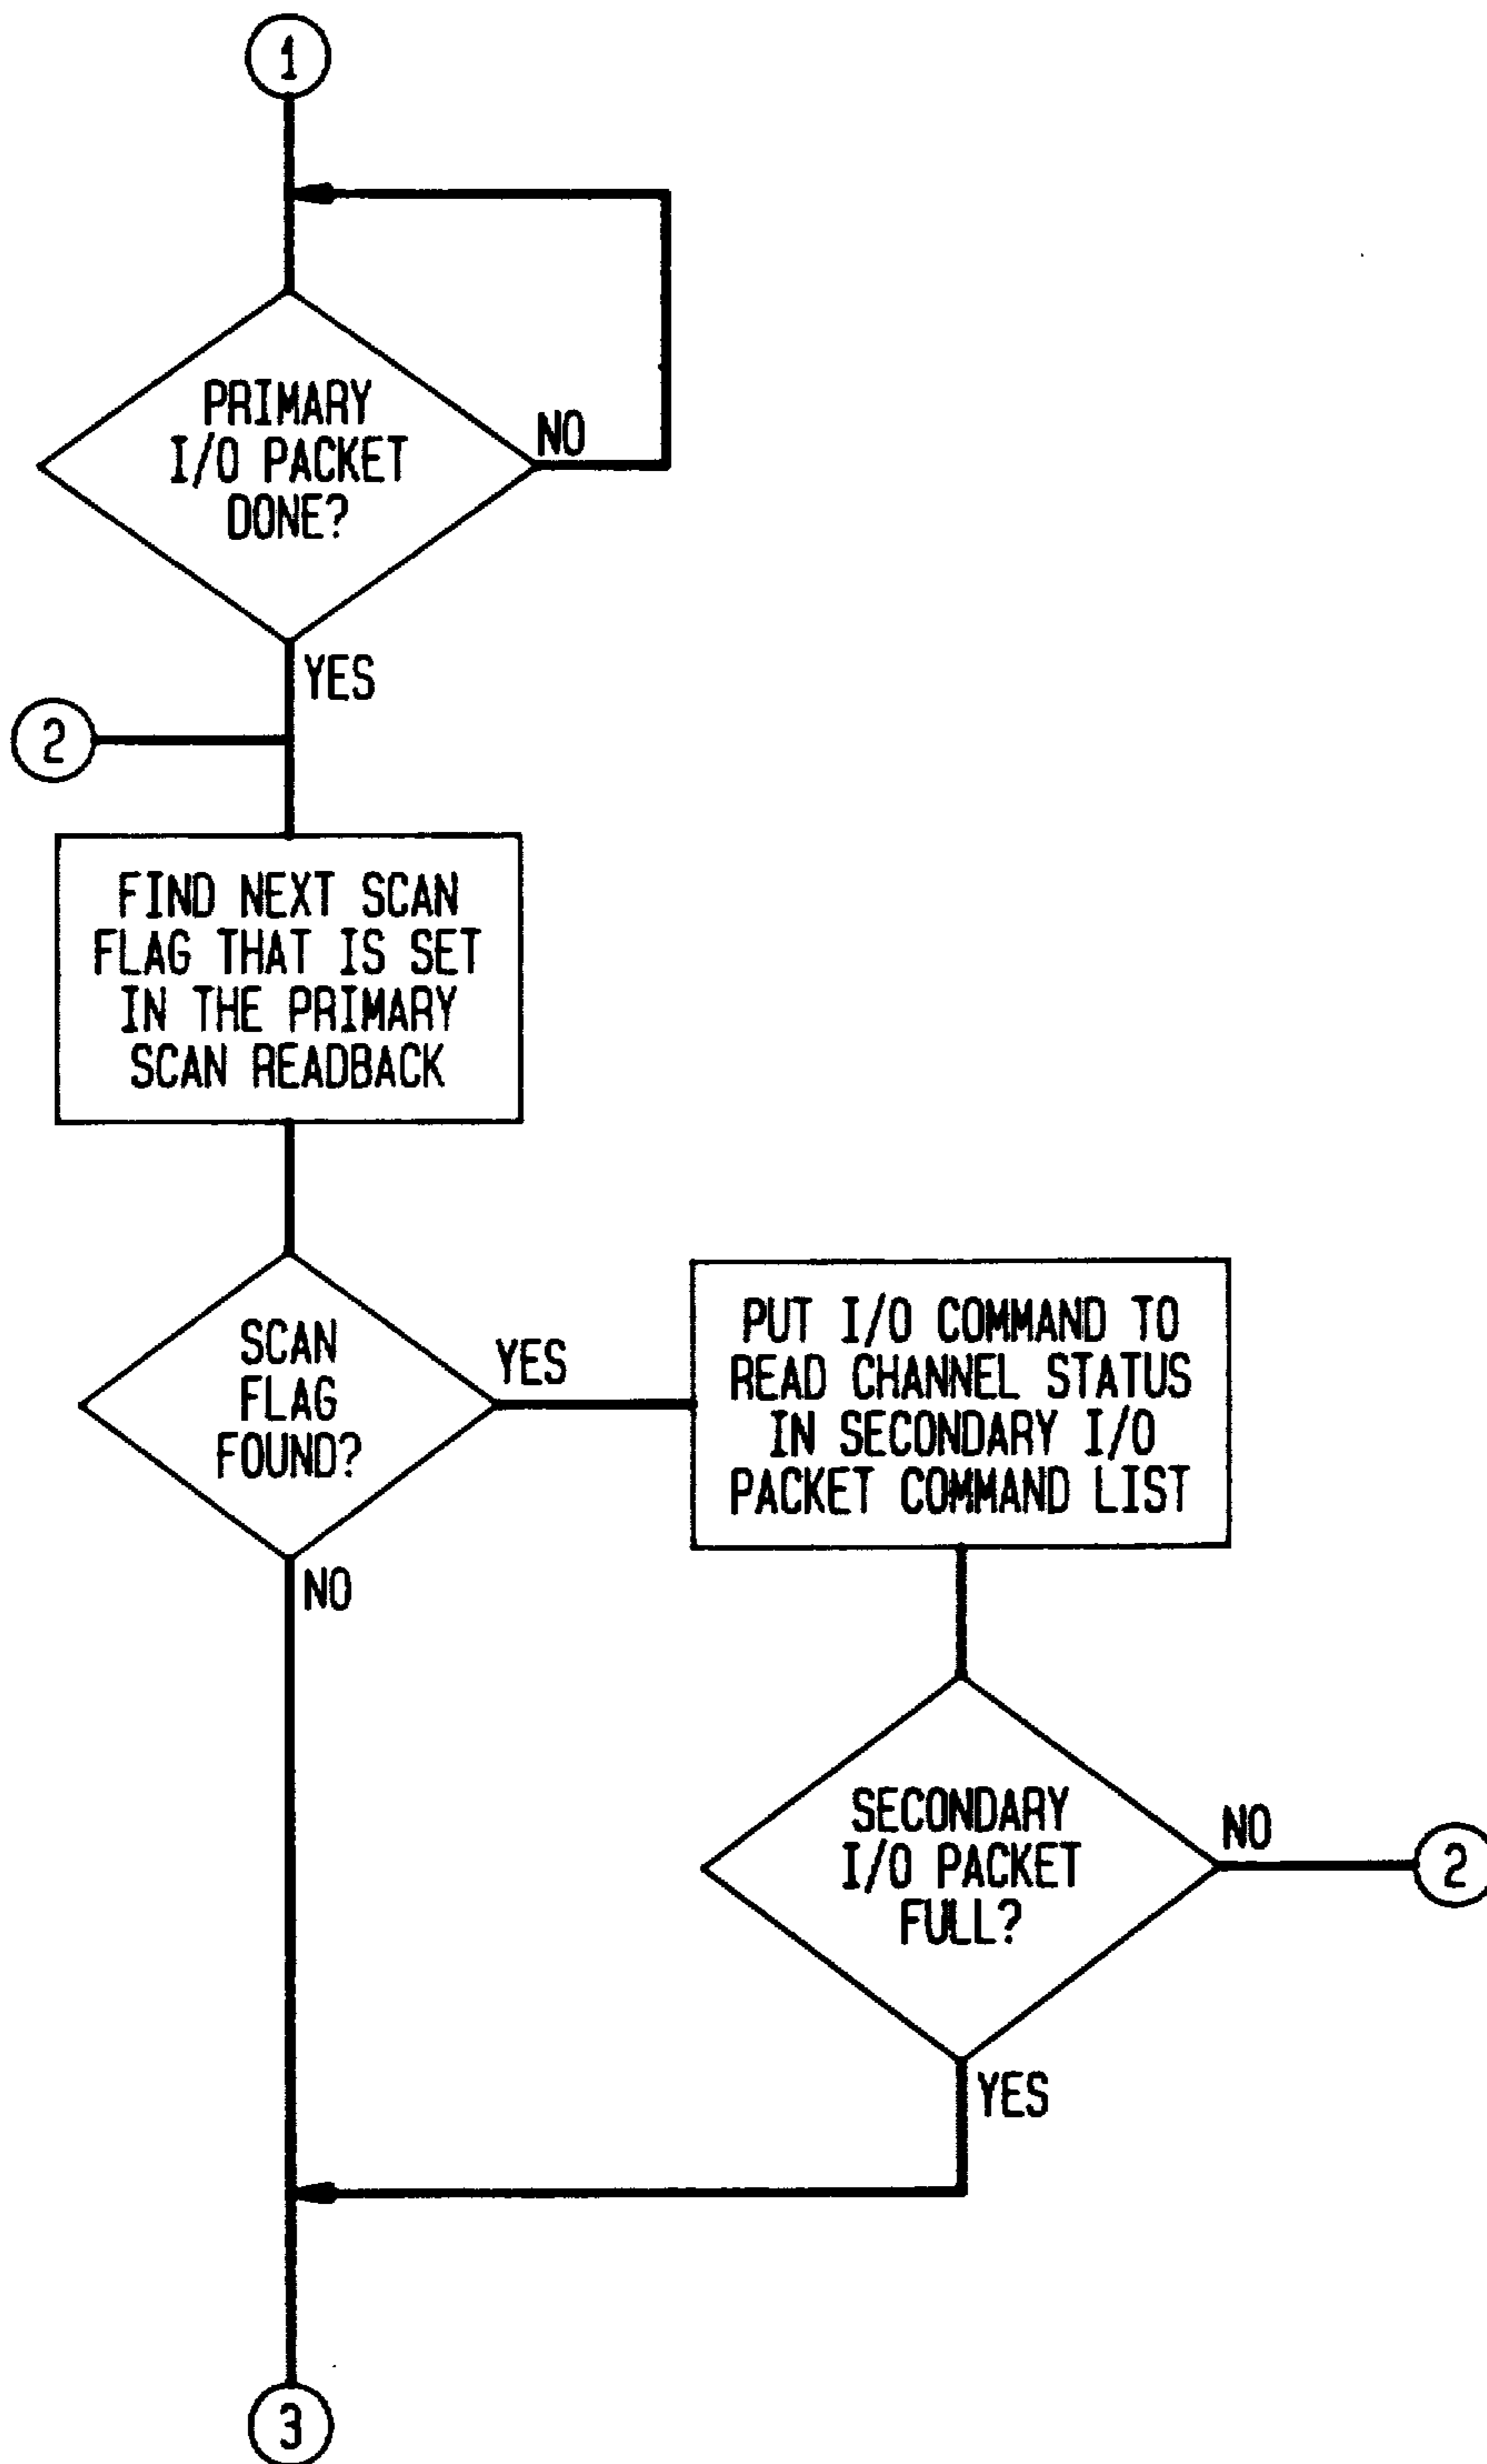 1
PRIMARY
I/O PACKET
DONE?
NO
YES
2
FIND NEXT SCAN
FLAG THAT IS SET
IN THE PRIMARY
SCAN READBACK
SCAN
FLAG
FOUND?
YES
NO
PUT I/O COMMAND TO
READ CHANNEL STATUS
IN SECONDARY I/O
PACKET COMMAND LIST
SECONDARY
I/O PACKET
FULL?
NO
2
YES
3